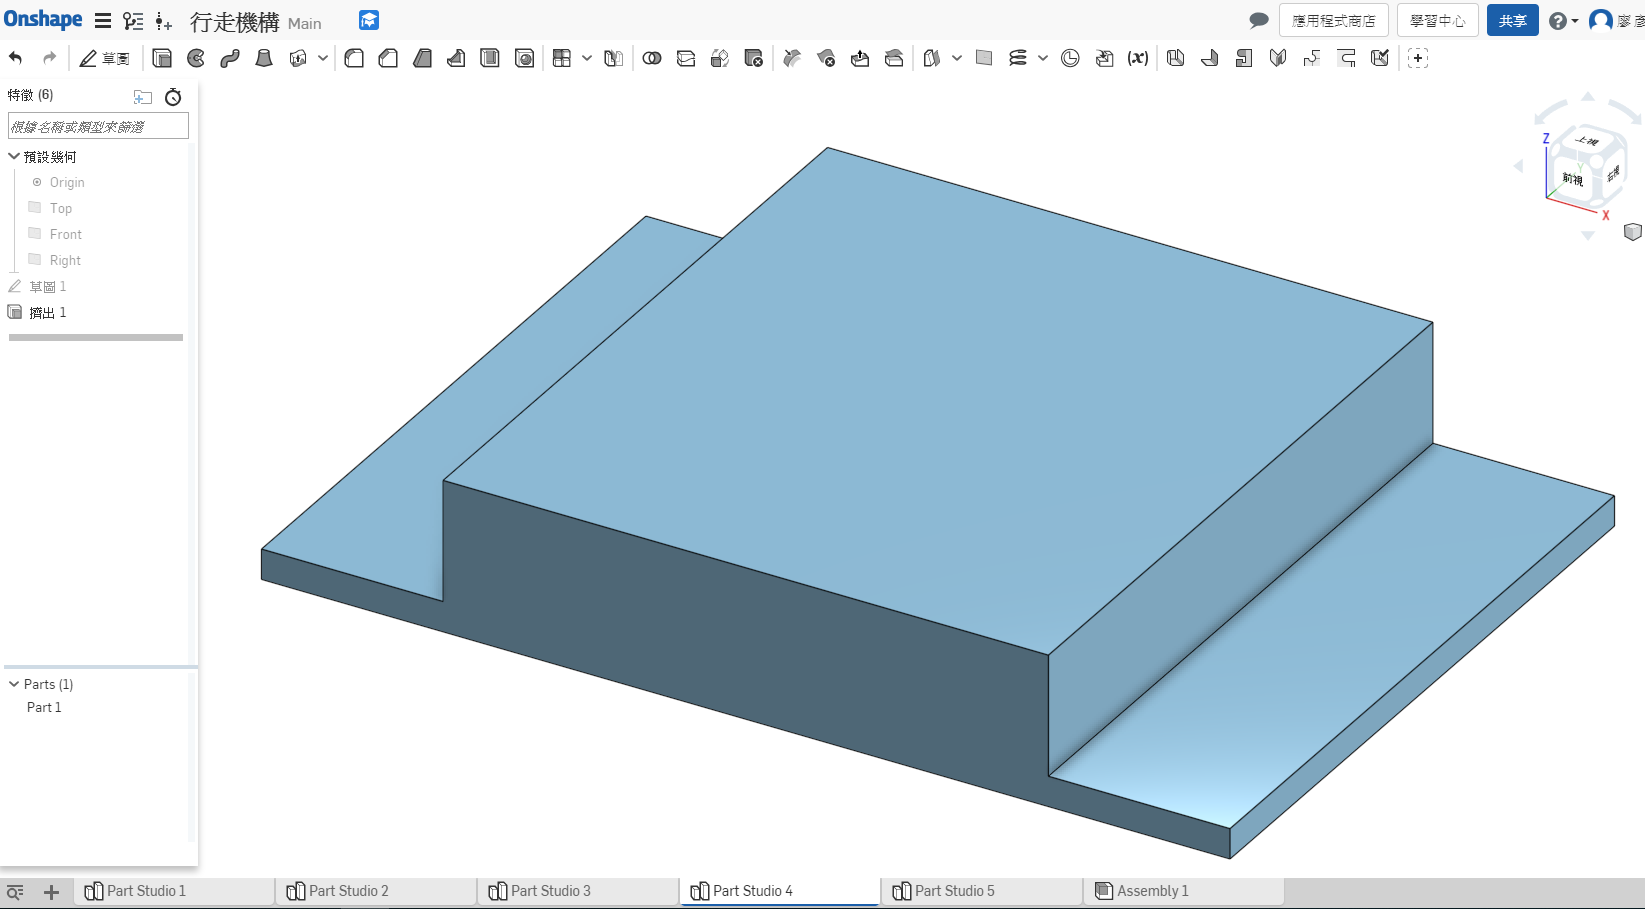 Onshape 行走機構 Main 應用程式商店 學習中心 共享 廖
草圖 (x)
特徵 (6)
根據名稱或類型來篩選
預設幾何
Origin
Top
Front
Right
草圖 1
擠出 1
Z
上視
Y
前視 右視
X
Parts (1)
Part 1
Part Studio 1 Part Studio 2 Part Studio 3 Part Studio 4 Part Studio 5 Assembly 1